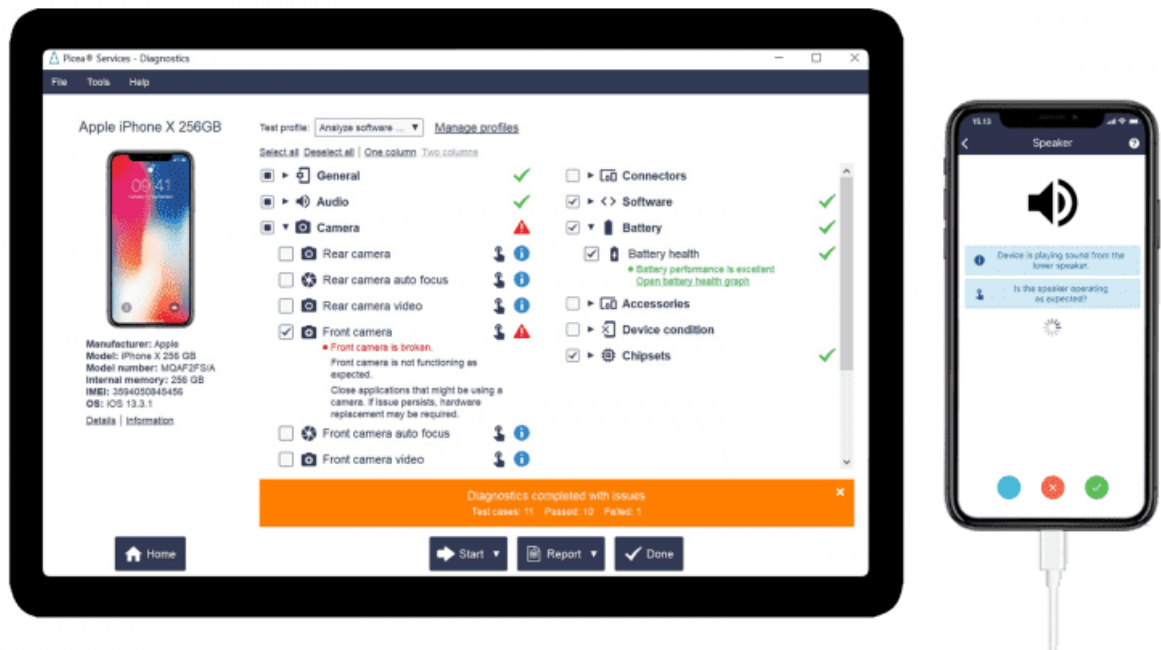 Picea® Services - Diagnostics
File Tools Help
Apple iPhone X 256GB
09:41
Manufacturer: Apple
Model: iPhone X 256 GB
Model number: MQAF2FS/A
Internal memory: 256 GB
IMEI: 3594050845456
OS: iOS 13.3.1
Details | Information
Home
Test profile: Analyze software ... Manage profiles
Select all Deselect all | One column Two columns
General
Audio
Camera
Rear camera
Rear camera auto focus
Rear camera video
Front camera
Front camera is broken.
Front camera is not functioning as
expected.
Close applications that might be using a
camera. If issue persists, hardware
replacement may be required.
Front camera auto focus
Front camera video
Connectors
Software
Battery
Battery health
Battery performance is excellent
Open battery health graph
Accessories
Device condition
Chipsets
Diagnostics completed with issues
Test cases: 11 Passed: 10 Failed: 1
Start Report Done
15.13
Speaker
Device is playing sound from the
lower speaker.
Is the speaker operating
as expected?